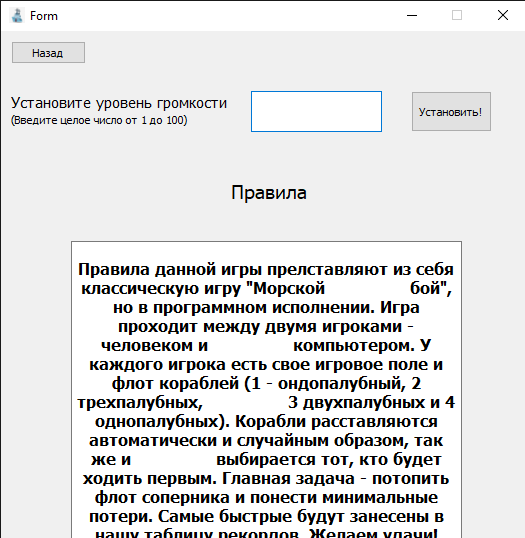 Form
Назад
Установите уровень громкости
(Введите целое число от 1 до 100)
Установить!
Правила
Правила данной игры прелставляют из себя
классическую игру "Морской бой",
но в программном исполнении. Игра
проходит между двумя игроками -
человеком и компьютером. У
каждого игрока есть свое игровое поле и
флот кораблей (1 - ондопалубный, 2
трехпалубных, 3 двухпалубных и 4
однопалубных). Корабли расставляются
автоматически и случайным образом, так
же и выбирается тот, кто будет
ходить первым. Главная задача - потопить
флот соперника и понести минимальные
потери. Самые быстрые будут занесены в
нашу таблицу рекордов. Желаем удачи!